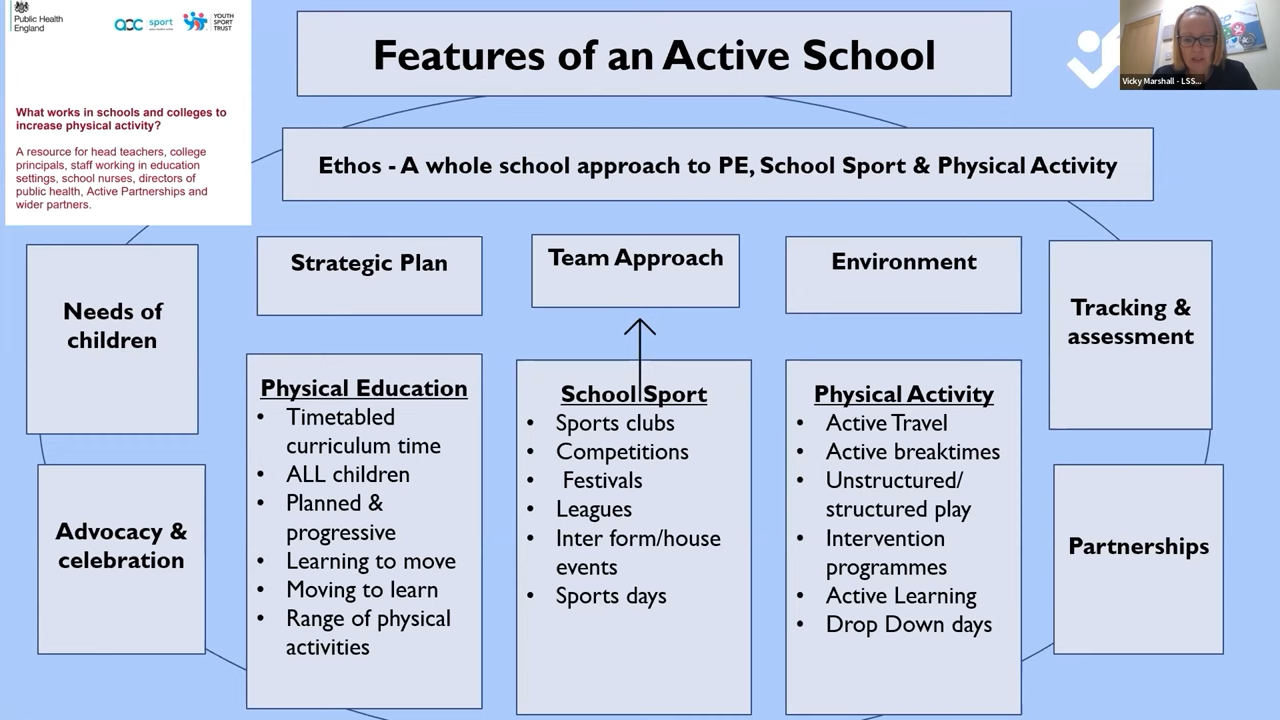 Public Health
England
aoc sport
YOUTH
SPORT
TRUST
What works in schools and colleges to
increase physical activity?
A resource for head teachers, college
principals, staff working in education
settings, school nurses, directors of
public health, Active Partnerships and
wider partners.
Features of an Active School
Vicky Marshall - LSS...
Ethos - A whole school approach to PE, School Sport & Physical Activity
Needs of
children
Strategic Plan
Team Approach
Environment
Tracking &
assessment
Advocacy &
celebration
Physical Education
• Timetabled
curriculum time
• ALL children
• Planned &
progressive
• Learning to move
• Moving to learn
• Range of physical
activities
School Sport
• Sports clubs
• Competitions
• Festivals
• Leagues
• Inter form/house
events
• Sports days
Physical Activity
• Active Travel
• Active breaktimes
• Unstructured/
structured play
• Intervention
programmes
• Active Learning
• Drop Down days
Partnerships